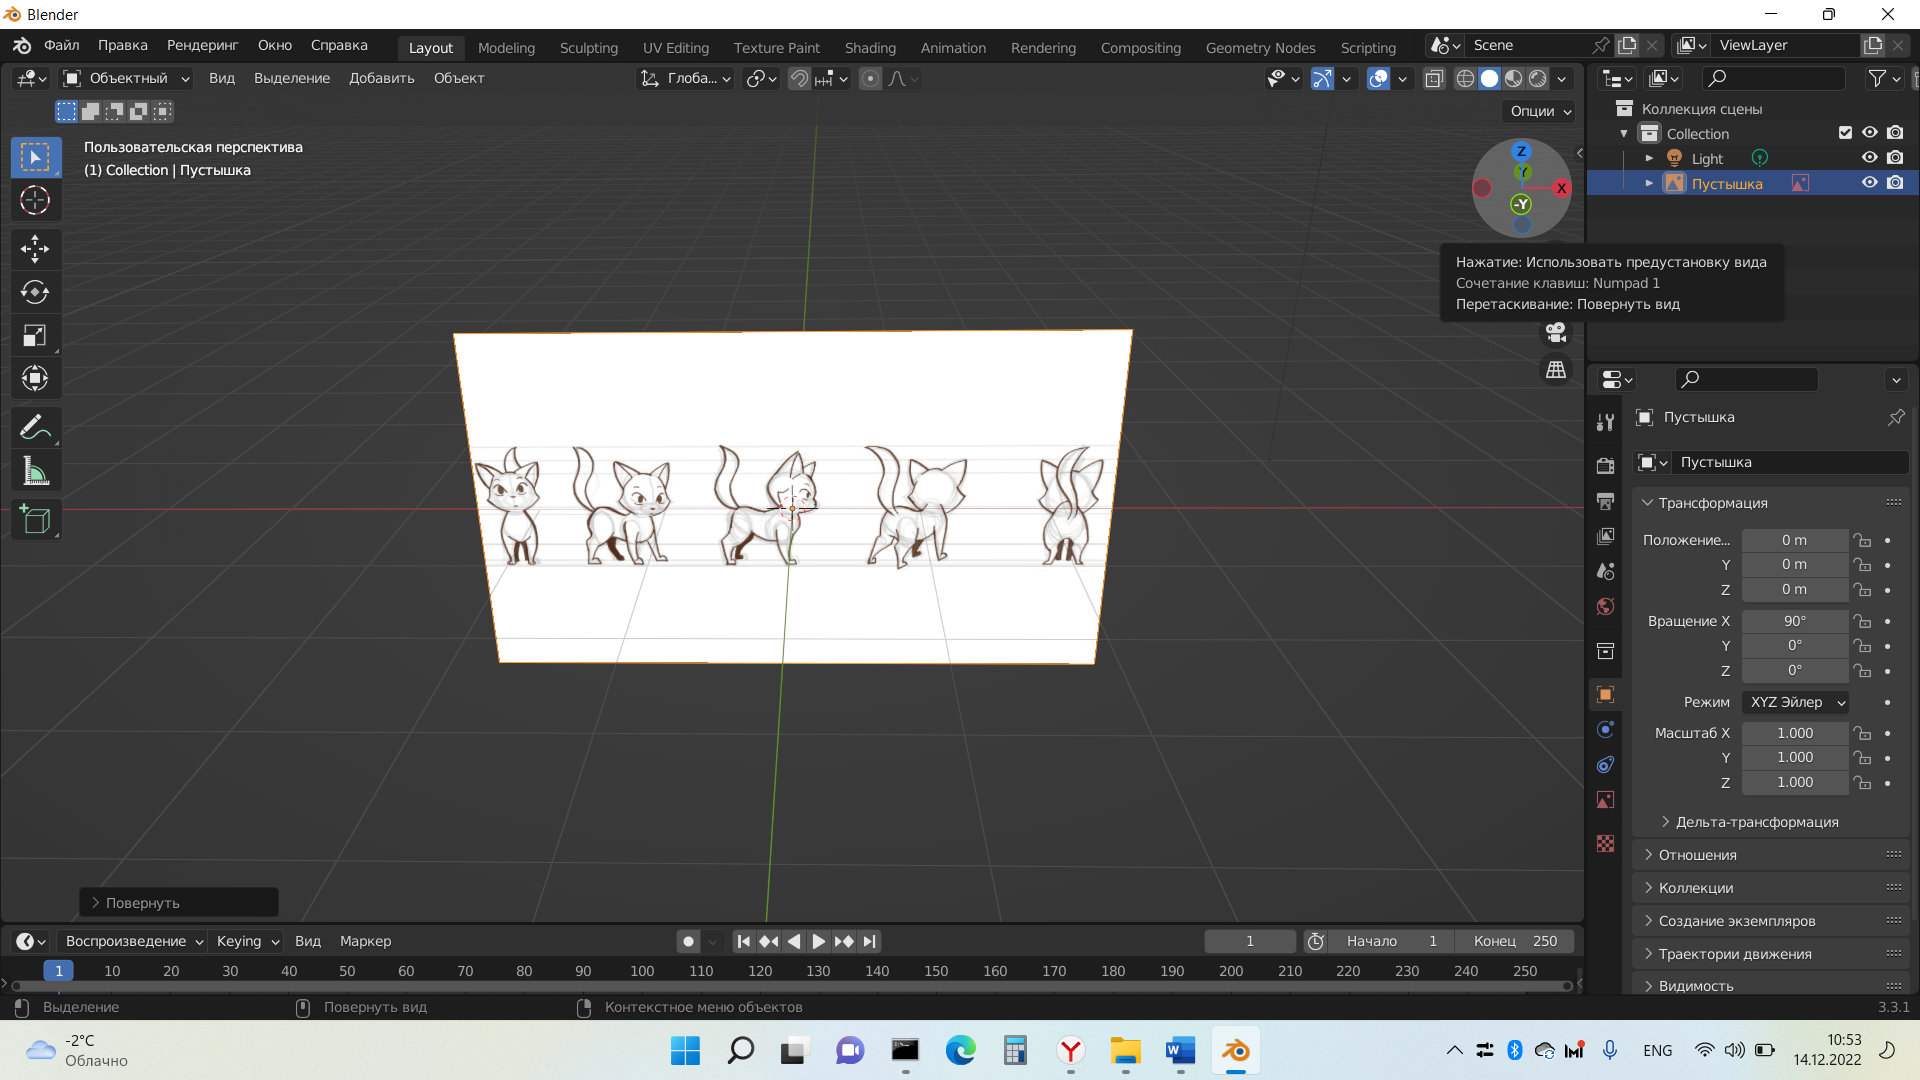 Blender
Файл Правка Рендеринг Окно Справка Layout Modeling Sculpting UV Editing Texture Paint Shading Animation Rendering Compositing Geometry Nodes Scripting Scene ViewLayer
Объектный Вид Выделение Добавить Объект Глоба...
Опции
Пользовательская перспектива
(1) Collection | Пустышка
Z
Y
X
-Y
Нажатие: Использовать предустановку вида
Сочетание клавиш: Numpad 1
Перетаскивание: Повернуть вид
Коллекция сцены
Collection
Light
Пустышка
Пустышка
Пустышка
Трансформация
Положение... 0 m
Y 0 m
Z 0 m
Вращение X 90°
Y 0°
Z 0°
Режим XYZ Эйлер
Масштаб X 1.000
Y 1.000
Z 1.000
Дельта-трансформация
Отношения
Коллекции
Создание экземпляров
Траектории движения
Видимость
Повернуть
Воспроизведение Keying Вид Маркер 1 Начало 1 Конец 250
1 10 20 30 40 50 60 70 80 90 100 110 120 130 140 150 160 170 180 190 200 210 220 230 240 250
Выделение Повернуть вид Контекстное меню объектов 3.3.1
-2°C
Облачно
ENG
10:53
14.12.2022